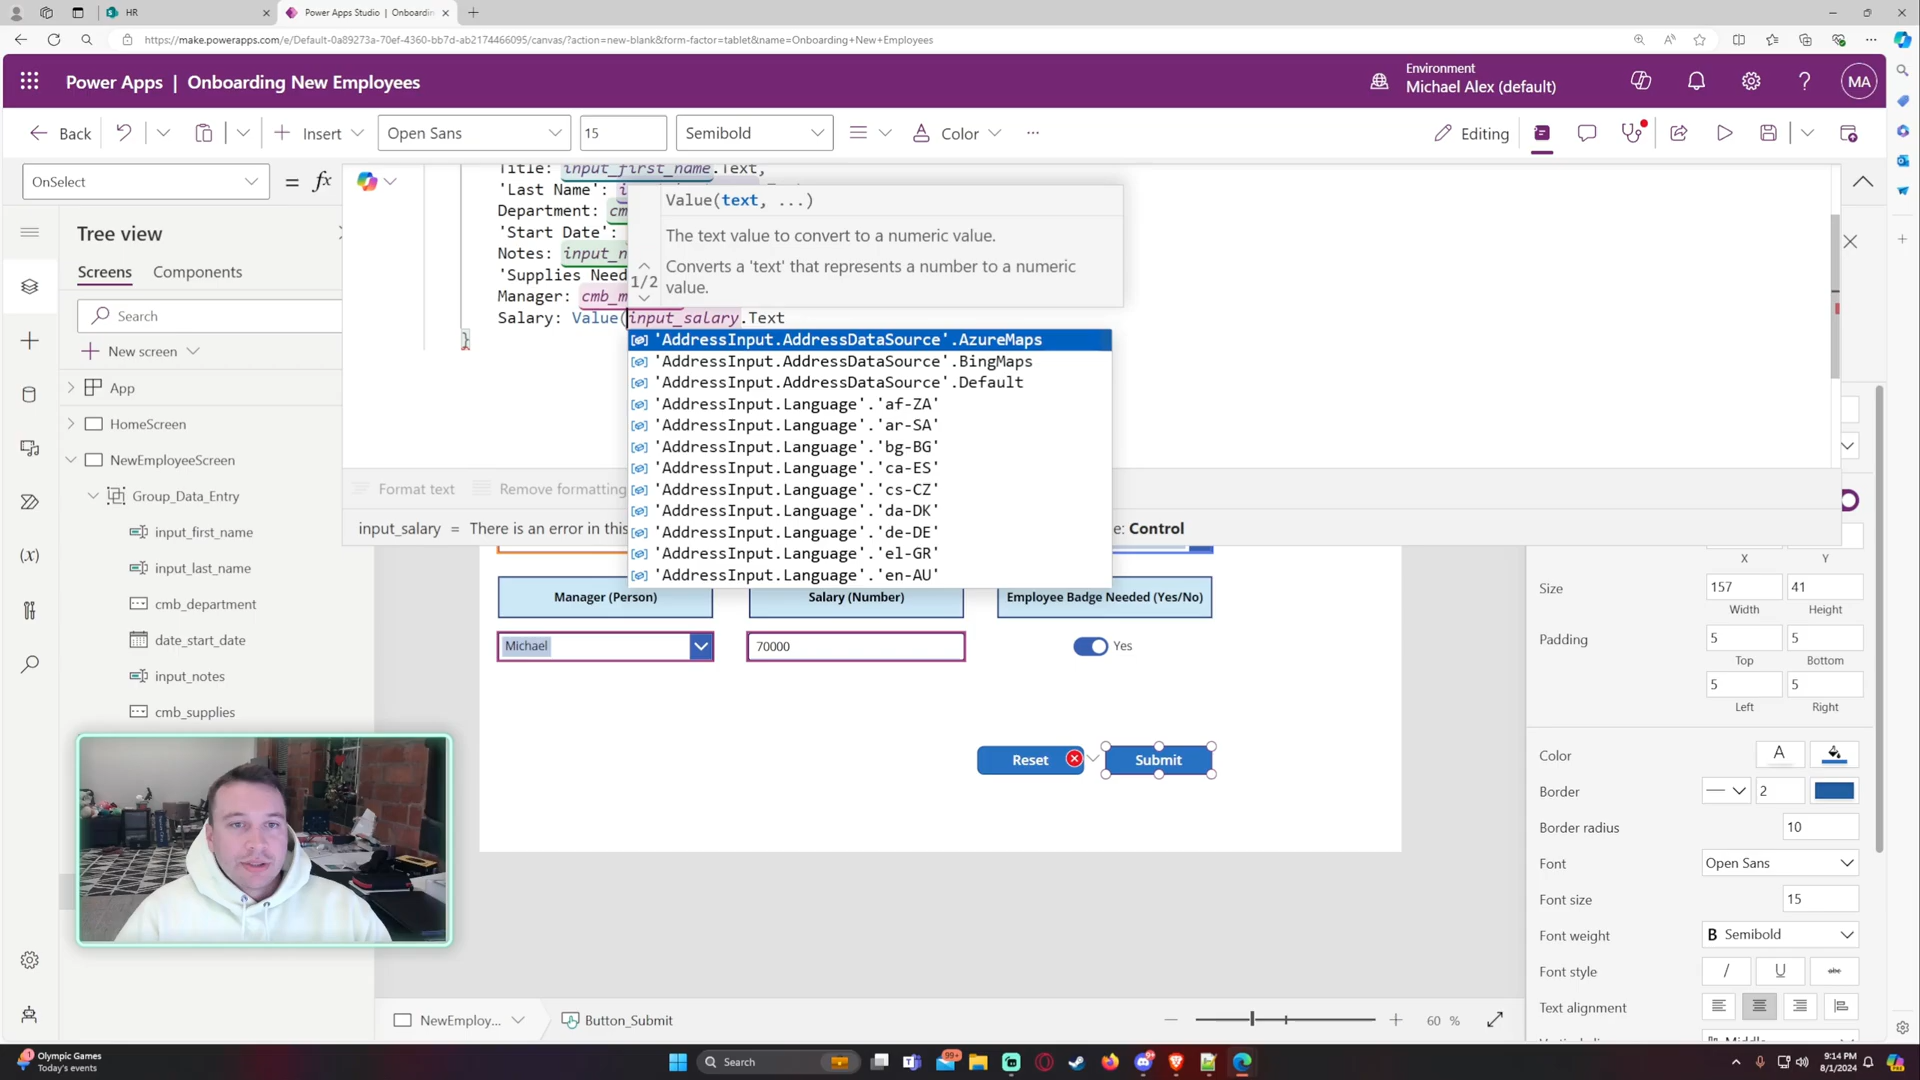 HR
Power Apps Studio | Onboarding
https://make.powerapps.com/e/Default-0a89273a-70ef-4360-bb7d-ab2174466095/canvas/?action=new-blank&form-factor=tablet&name=Onboarding+New+Employees
Power Apps | Onboarding New Employees
Environment
Michael Alex (default)
MA
Back
Insert
Open Sans
15
Semibold
Color
Editing
OnSelect
= fx
Title: input_first_name.Text,
'Last Name':
Department:
'Start Date':
Notes:
'Supplies Need
Manager:
Salary: Value(input_salary.Text
}
Value(text, ...)
The text value to convert to a numeric value.
1/2
Converts a 'text' that represents a number to a numeric
value.
'AddressInput.AddressDataSource'.AzureMaps
'AddressInput.AddressDataSource'.BingMaps
'AddressInput.AddressDataSource'.Default
'AddressInput.Language'.'af-ZA'
'AddressInput.Language'.'ar-SA'
'AddressInput.Language'.'bg-BG'
'AddressInput.Language'.'ca-ES'
'AddressInput.Language'.'cs-CZ'
'AddressInput.Language'.'da-DK'
'AddressInput.Language'.'de-DE'
'AddressInput.Language'.'el-GR'
'AddressInput.Language'.'en-AU'
Format text
Remove formatting
input_salary = There is an error in this
e: Control
Tree view
Screens
Components
Search
New screen
App
HomeScreen
NewEmployeeScreen
Group_Data_Entry
input_first_name
input_last_name
cmb_department
date_start_date
input_notes
cmb_supplies
Manager (Person)
Salary (Number)
Employee Badge Needed (Yes/No)
Michael
70000
Yes
Reset
Submit
X
Y
Size
157
41
Width
Height
Padding
5
5
Top
Bottom
5
5
Left
Right
Color
A
Border
2
Border radius
10
Font
Open Sans
Font size
15
Font weight
B Semibold
Font style
/
U
abc
Text alignment
NewEmploy...
Button_Submit
60 %
Olympic Games
Today's events
Search
99+
9:14 PM
8/1/2024